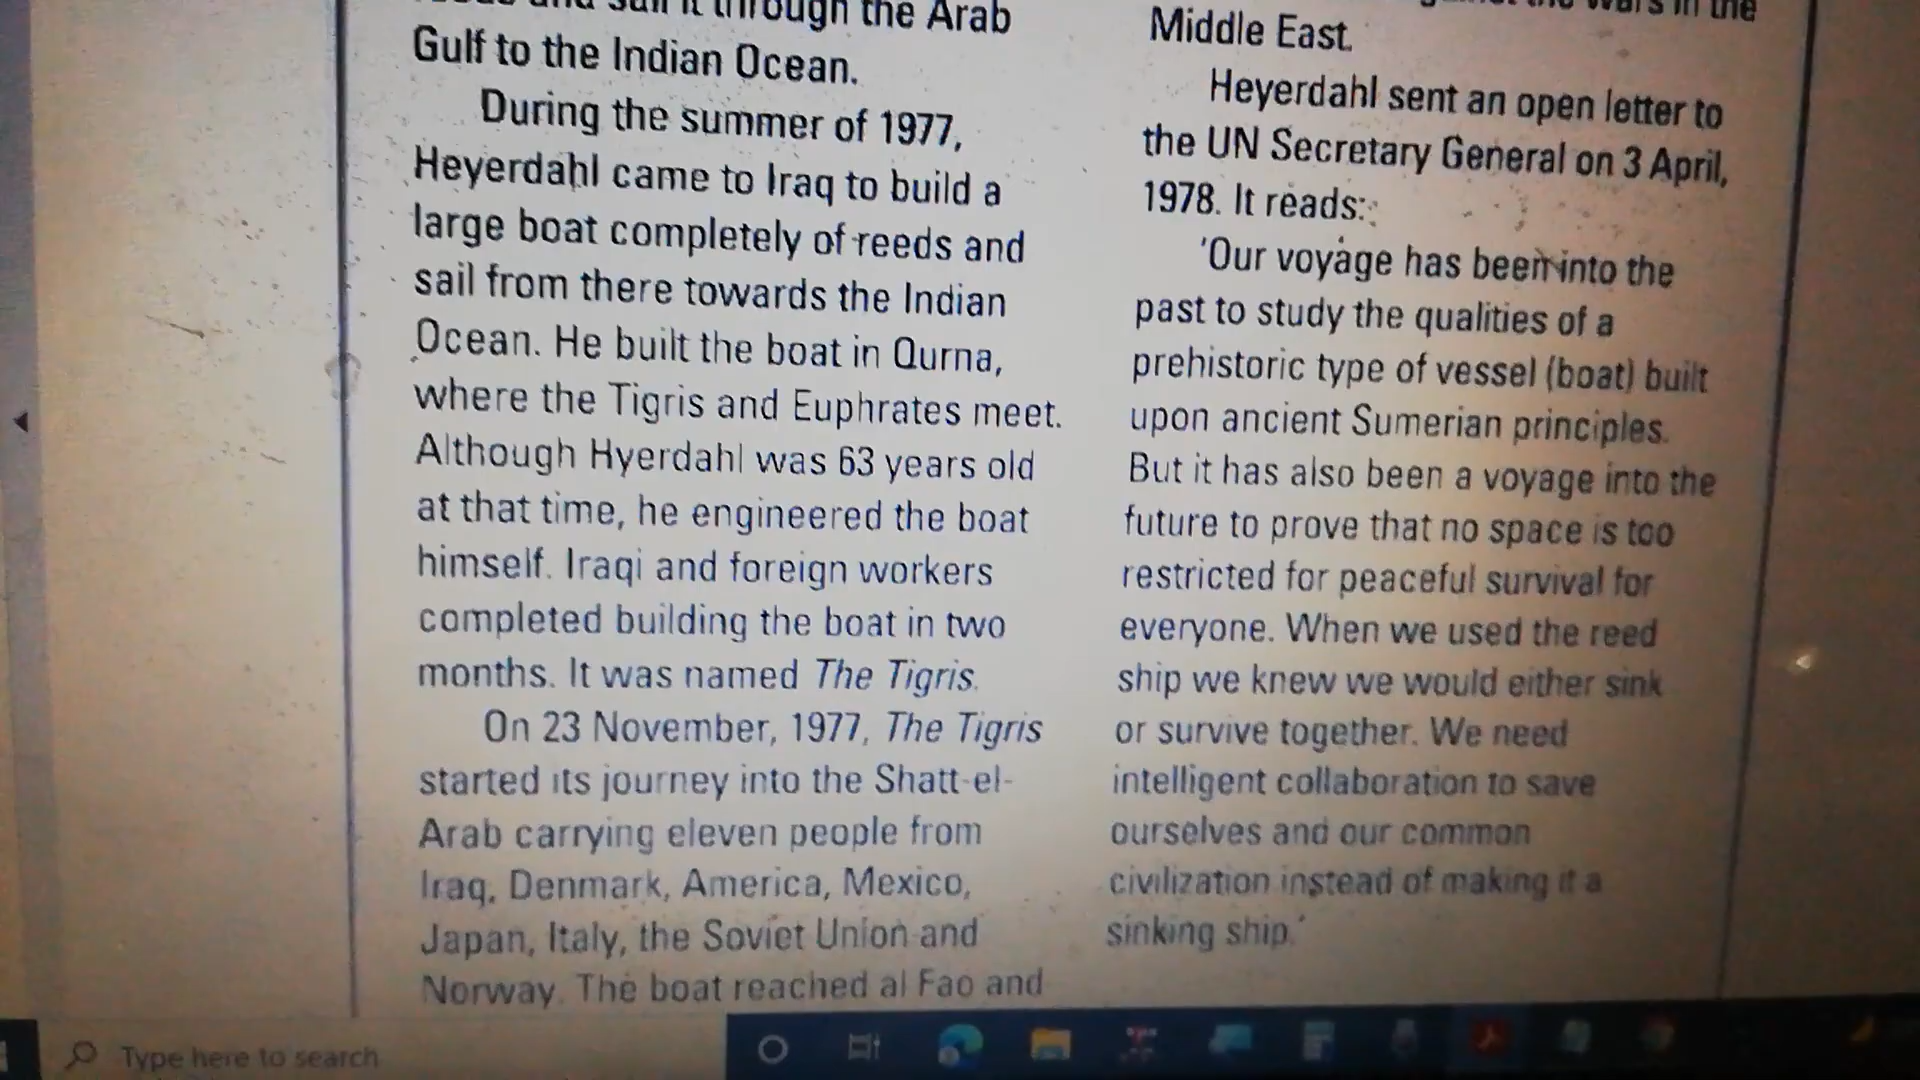 and sail it through the Arab
Gulf to the Indian Ocean.
During the summer of 1977,
Heyerdahl came to Iraq to build a
large boat completely of reeds and
sail from there towards the Indian
Ocean. He built the boat in Qurna,
where the Tigris and Euphrates meet.
Although Hyerdahl was 63 years old
at that time, he engineered the boat
himself. Iraqi and foreign workers
completed building the boat in two
months. It was named The Tigris.
On 23 November, 1977, The Tigris
started its journey into the Shatt-el-
Arab carrying eleven people from
Iraq, Denmark, America, Mexico,
Japan, Italy, the Soviet Union and
Norway. The boat reached al Fao and
the wars in the
Middle East.
Heyerdahl sent an open letter to
the UN Secretary General on 3 April,
1978. It reads:
'Our voyage has been into the
past to study the qualities of a
prehistoric type of vessel (boat) built
upon ancient Sumerian principles.
But it has also been a voyage into the
future to prove that no space is too
restricted for peaceful survival for
everyone. When we used the reed
ship we knew we would either sink
or survive together. We need
intelligent collaboration to save
ourselves and our common
civilization instead of making it a
sinking ship.'
Type here to search